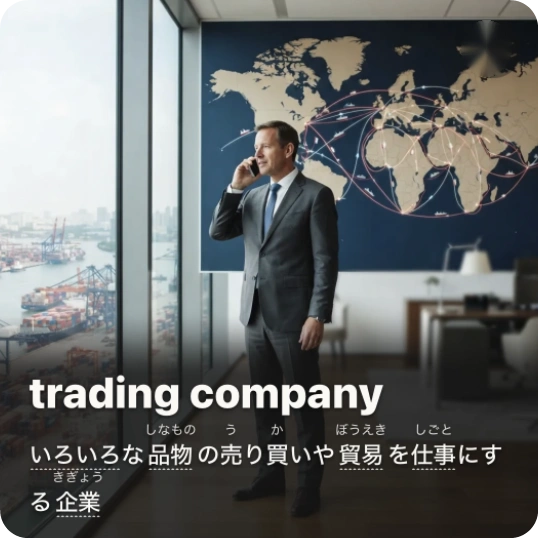 trading company
しなもの う か ぼうえき しごと
いろいろな品物の売り買いや貿易を仕事にす
きぎょう
る企業